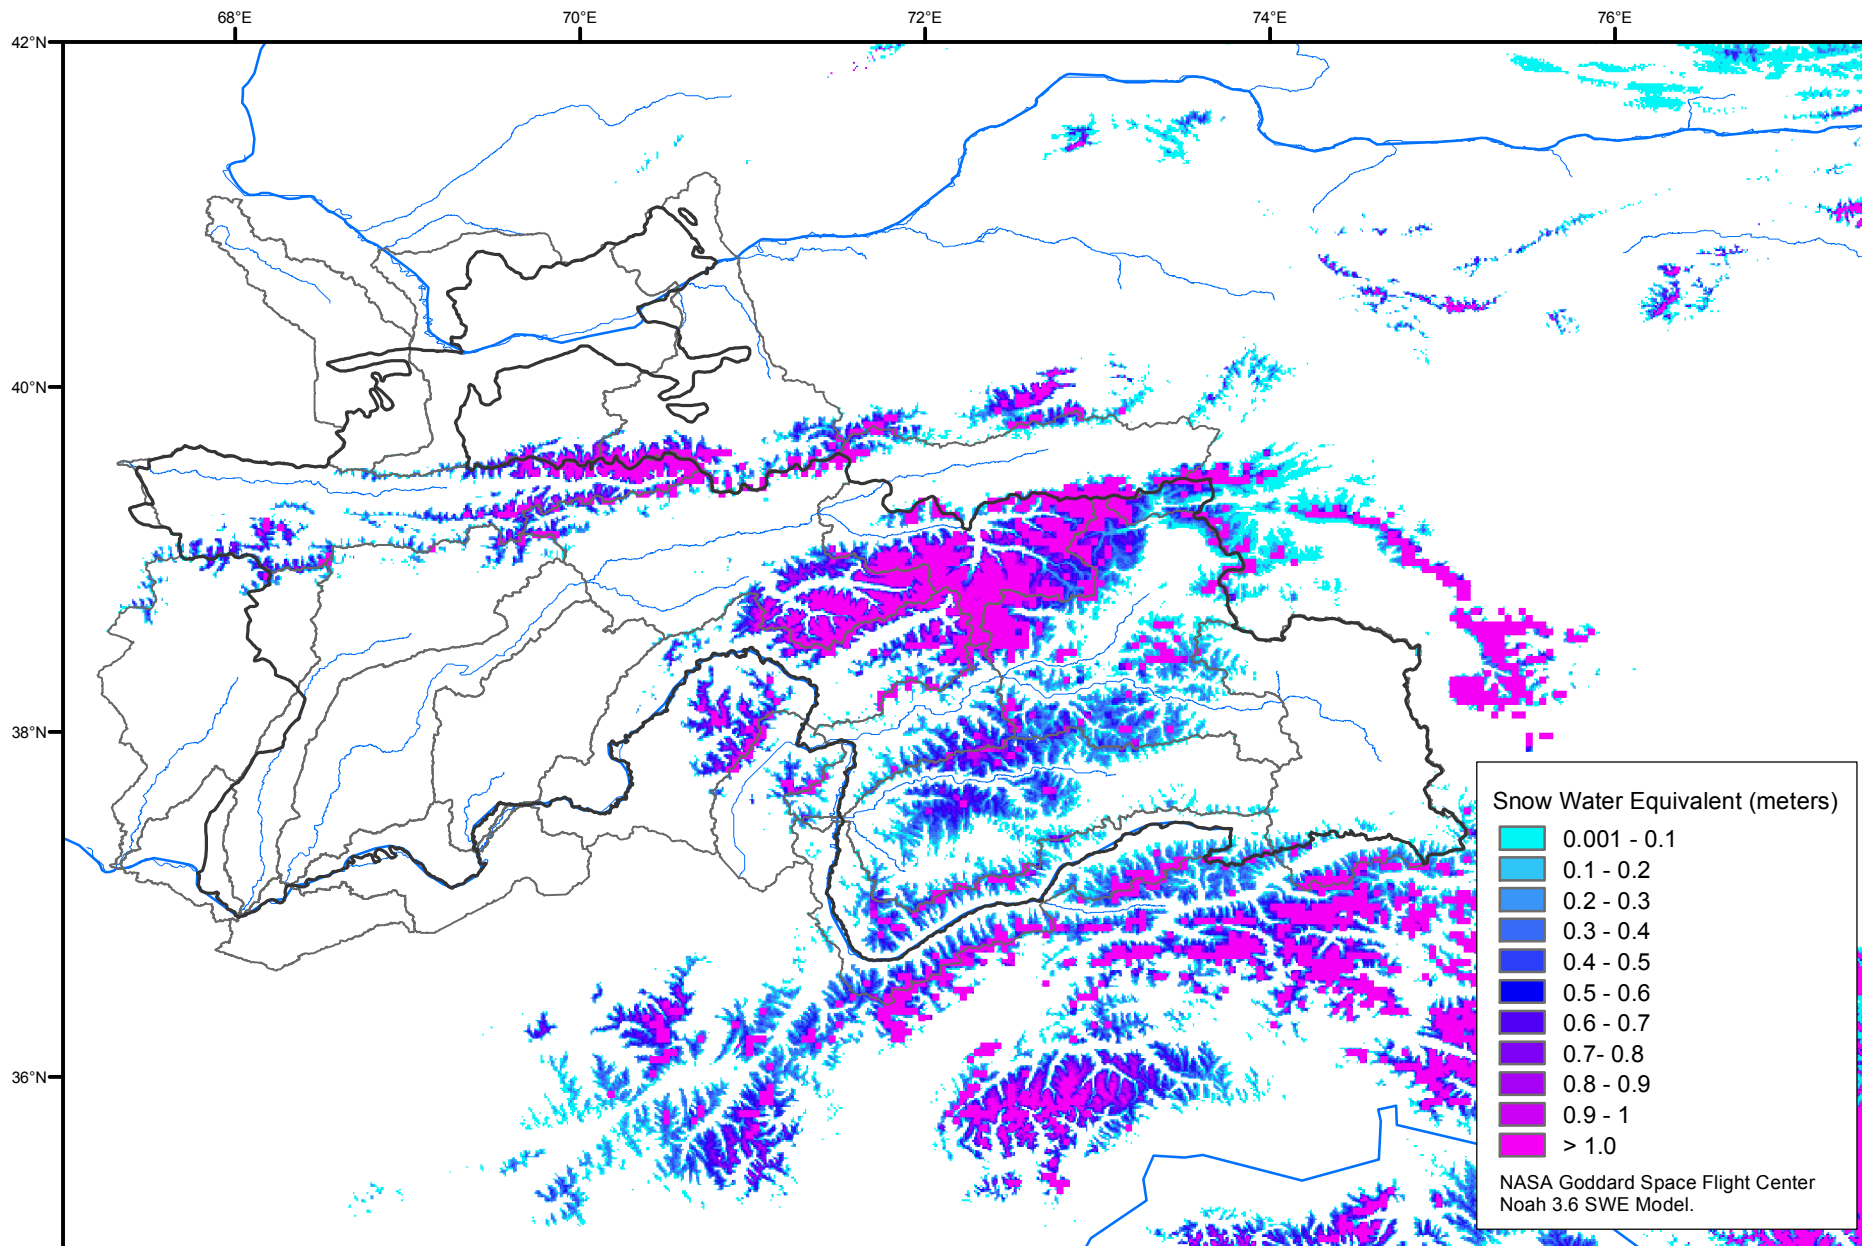 68°E 70°E 72°E 74°E 76°E
42°N
40°N
38°N
36°N
Snow Water Equivalent (meters)
0.001 - 0.1
0.1 - 0.2
0.2 - 0.3
0.3 - 0.4
0.4 - 0.5
0.5 - 0.6
0.6 - 0.7
0.7- 0.8
0.8 - 0.9
0.9 - 1
> 1.0
NASA Goddard Space Flight Center
Noah 3.6 SWE Model.